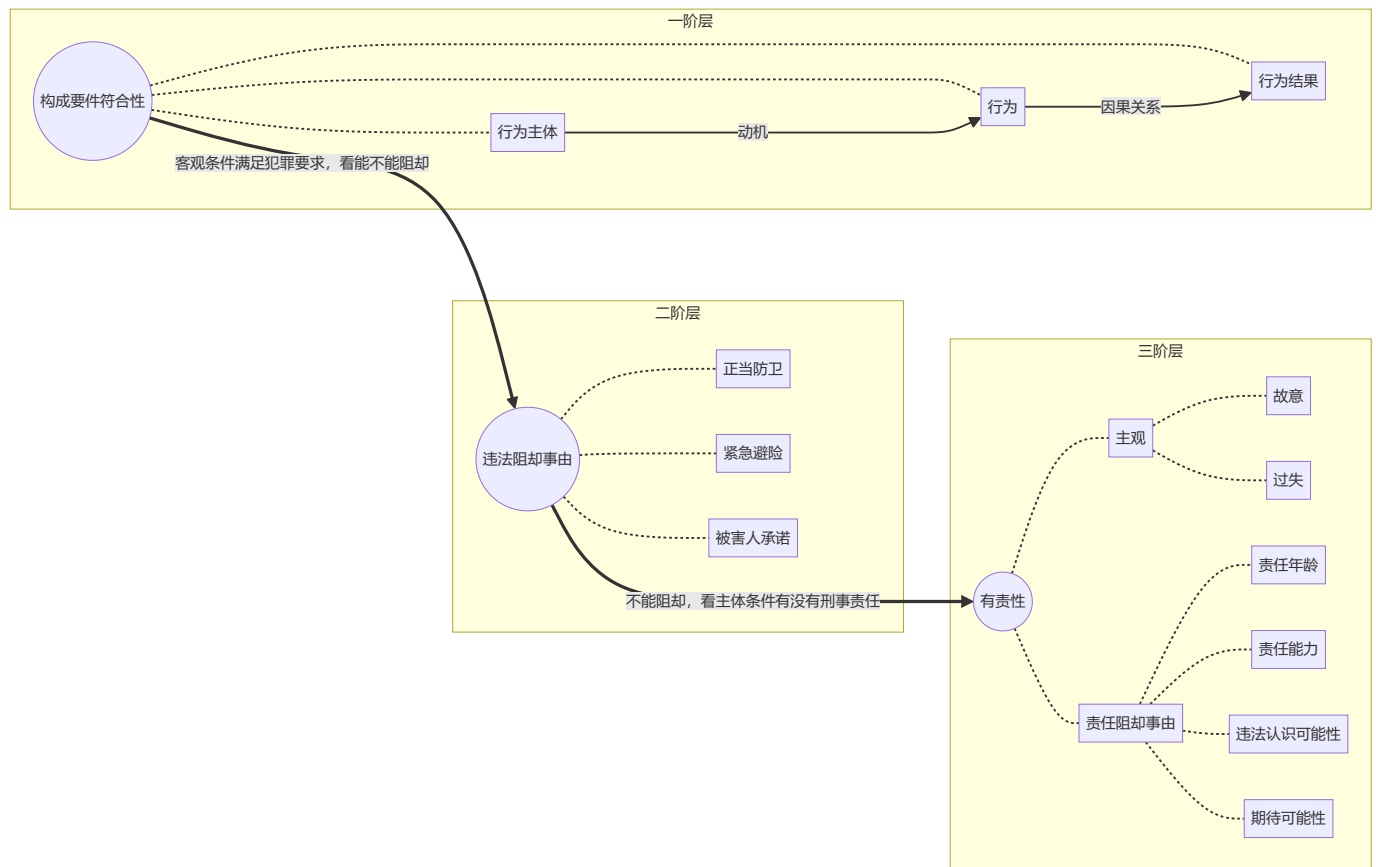 一阶层
构成要件符合性
行为结果
行为
因果关系
行为主体
动机
客观条件满足犯罪要求，看能不能阻却
二阶层
正当防卫
违法阻却事由
紧急避险
被害人承诺
不能阻却，看主体条件有没有刑事责任
三阶层
故意
主观
过失
责任年龄
有责性
责任能力
责任阻却事由
违法认识可能性
期待可能性